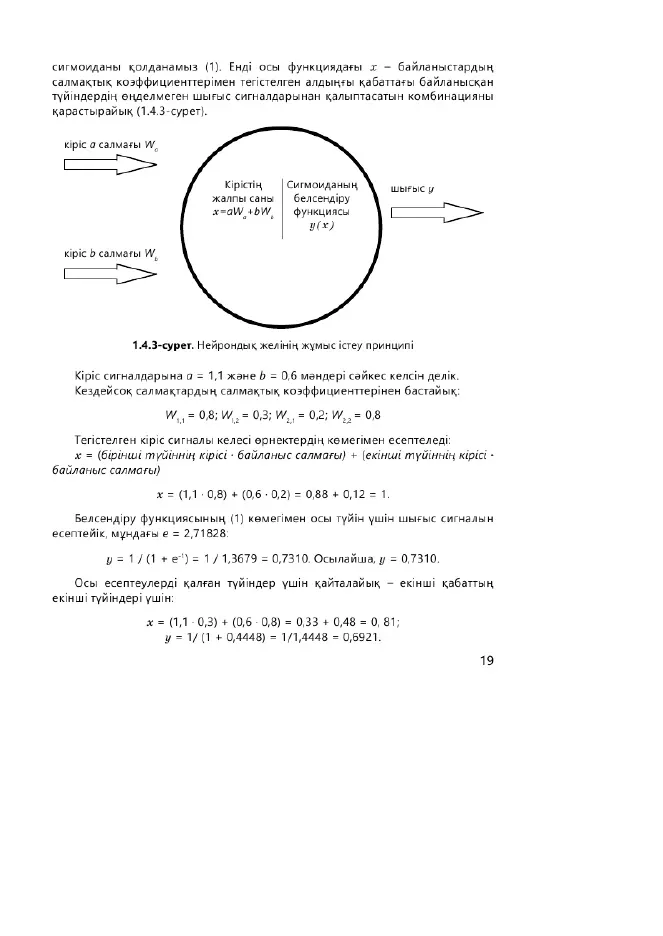 сигмоиданы қолданамыз (1). Енді осы функциядағы x – байланыстардың
салмақтық коэффициенттерімен тегістелген алдыңғы қабаттағы байланысқан
түйіндердің өңделмеген шығыс сигналдарынан қалыптасатын комбинацияны
қарастырайық (1.4.3-сурет).
кіріс a салмағы Wa
Кірістің
жалпы саны
x=aWa+bWb
Сигмоиданың
белсендіру
функциясы
y(x)
шығыс y
кіріс b салмағы Wb
1.4.3-сурет. Нейрондық желінің жұмыс істеу принципі
Кіріс сигналдарына a = 1,1 және b = 0,6 мәндері сәйкес келсін делік.
Кездейсоқ салмақтардың салмақтық коэффициенттерінен бастайық:
W1,1 = 0,8; W1,2 = 0,3; W2,1 = 0,2; W2,2 = 0,8
Тегістелген кіріс сигналы келесі өрнектердің көмегімен есептеледі:
x = (бірінші түйіннің кірісі · байланыс салмағы) + (екінші түйіннің кірісі ·
байланыс салмағы)
x = (1,1 · 0,8) + (0,6 · 0,2) = 0,88 + 0,12 = 1.
Белсендіру функциясының (1) көмегімен осы түйін үшін шығыс сигналын
есептейік, мұндағы e = 2,71828:
y = 1 / (1 + e⁻¹) = 1 / 1,3679 = 0,7310. Осылайша, y = 0,7310.
Осы есептеулерді қалған түйіндер үшін қайталайық – екінші қабаттың
екінші түйіндері үшін:
x = (1,1 · 0,3) + (0,6 · 0,8) = 0,33 + 0,48 = 0, 81;
y = 1/ (1 + 0,4448) = 1/1,4448 = 0,6921.
19